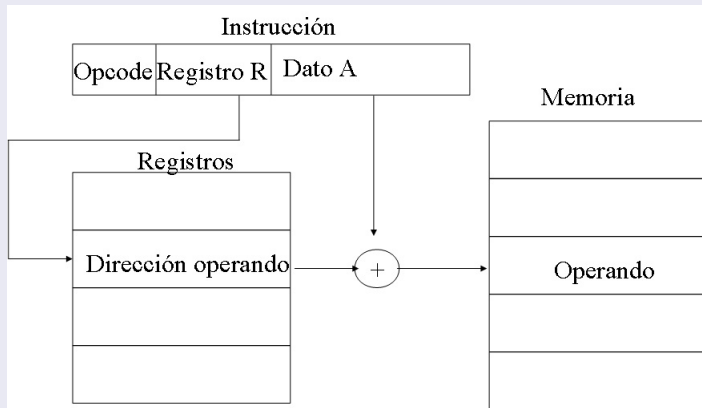 Instrucción
Opcode Registro R Dato A
Memoria
Registros
Dirección operando
+
Operando